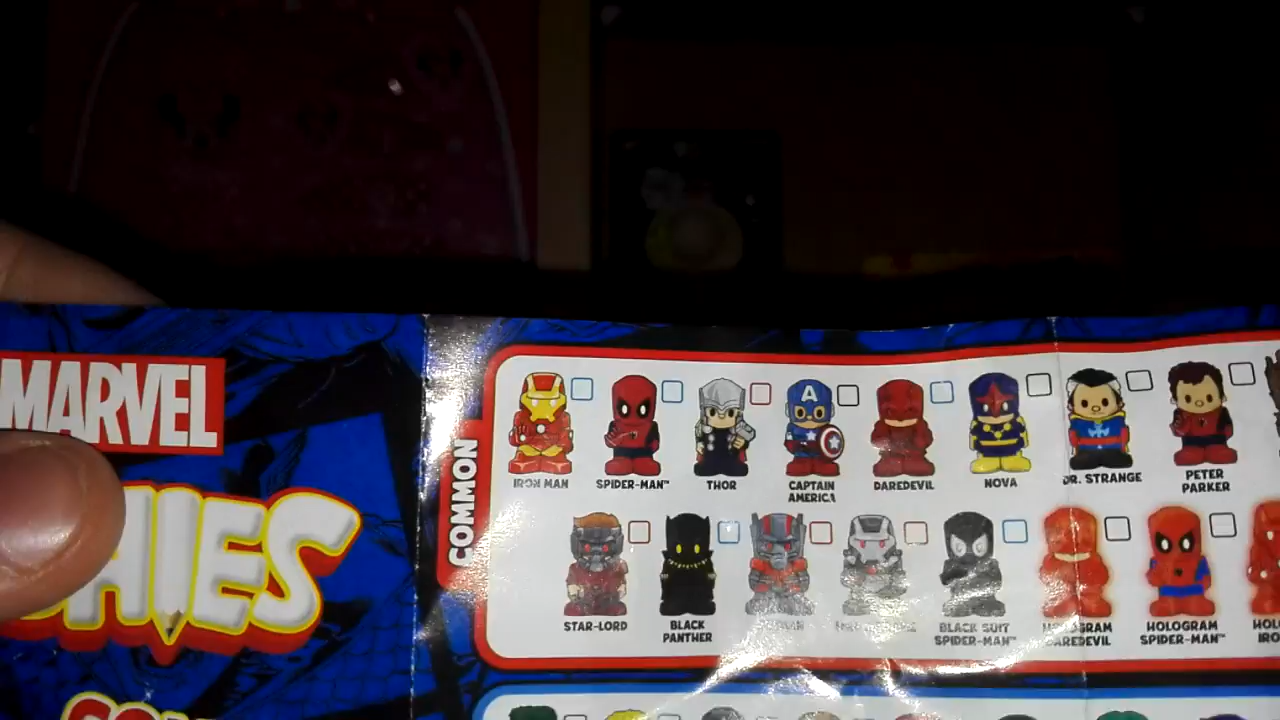 MARVEL
HIES
COMMON
IRON MAN
SPIDER-MAN™
THOR
CAPTAIN
AMERICA
DAREDEVIL
NOVA
DR. STRANGE
PETER
PARKER
STAR-LORD
BLACK
PANTHER
BLACK SUIT
SPIDER-MAN™
HOLOGRAM
DAREDEVIL
HOLOGRAM
SPIDER-MAN™
A